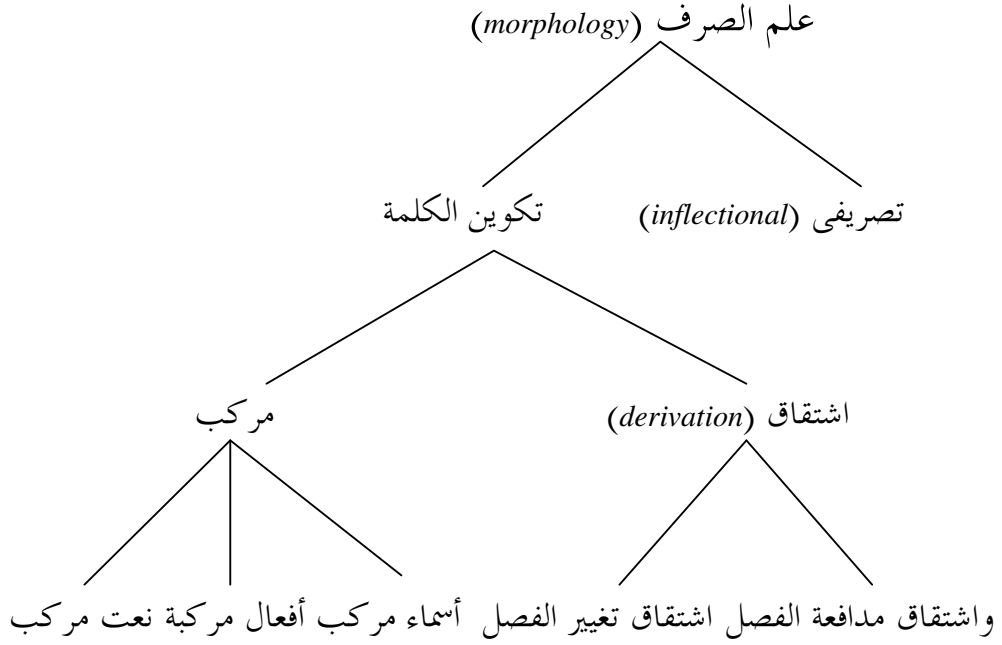 علم الصرف (morphology)
تصريفى (inflectional) تكوين الكلمة
اشتقاق (derivation) مركب
واشتقاق مدافعة الفصل اشتقاق تغيير الفصل أسماء مركب أفعال مركبة نعت مركب